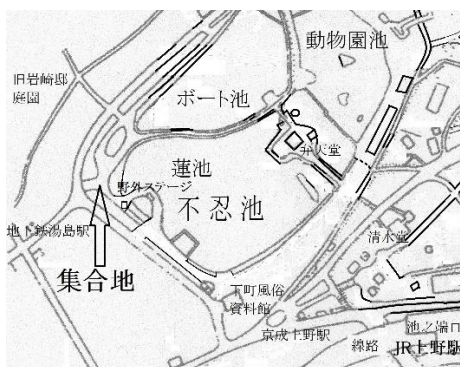 動物園池
旧岩崎邸
庭園
ボート池
弁天堂
蓮池
野外ステージ
不忍池
地下鉄湯島駅
清水堂
集合地
下町風俗
資料館
池之端口
京成上野駅
線路
JR上野駅